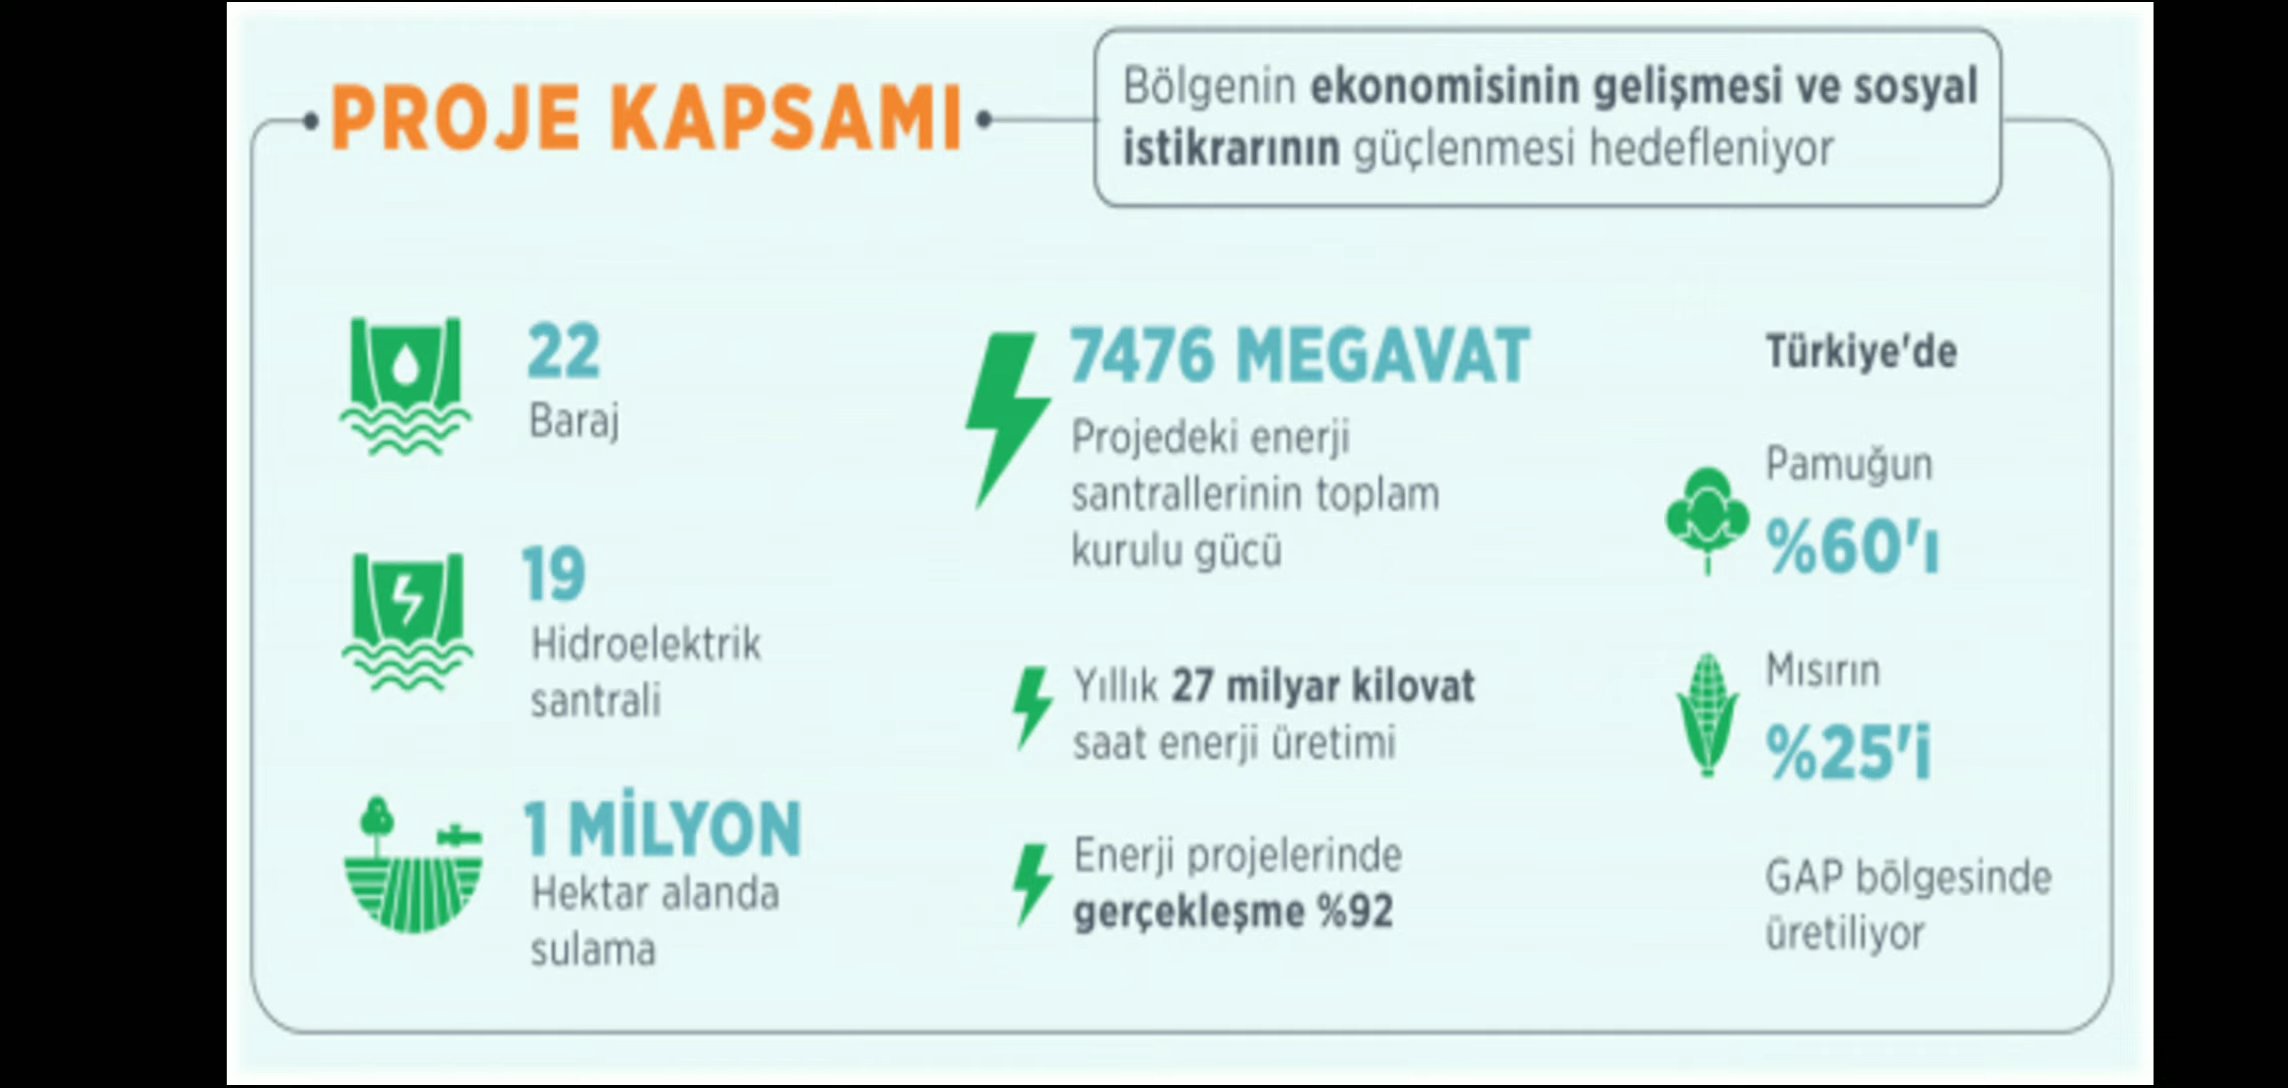 PROJE KAPSAMI
Bölgenin ekonomisinin gelişmesi ve sosyal
istikrarının güçlenmesi hedefleniyor
22
Baraj
19
Hidroelektrik
santrali
1 MİLYON
Hektar alanda
sulama
7476 MEGAVAT
Projedeki enerji
santrallerinin toplam
kurulu gücü
Yıllık 27 milyar kilovat
saat enerji üretimi
Enerji projelerinde
gerçekleşme %92
Türkiye'de
Pamuğun
%60'ı
Mısırın
%25'i
GAP bölgesinde
üretiliyor